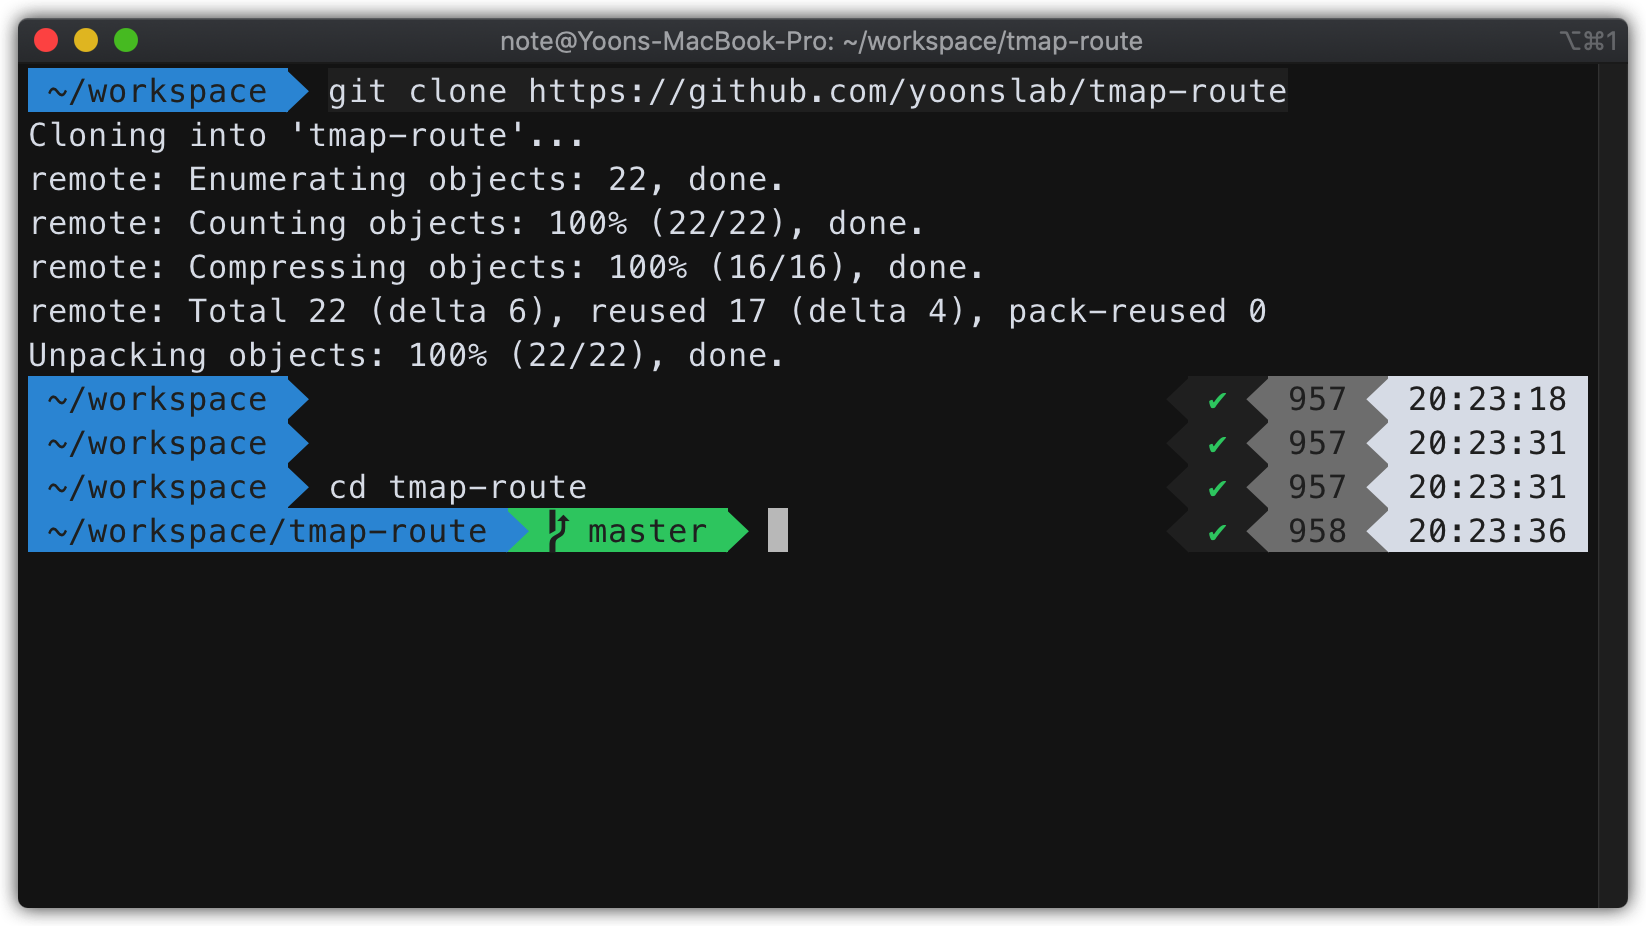 note@Yoons-MacBook-Pro: ~/workspace/tmap-route ⌥⌘1
~/workspace git clone https://github.com/yoonslab/tmap-route
Cloning into 'tmap-route'...
remote: Enumerating objects: 22, done.
remote: Counting objects: 100% (22/22), done.
remote: Compressing objects: 100% (16/16), done.
remote: Total 22 (delta 6), reused 17 (delta 4), pack-reused 0
Unpacking objects: 100% (22/22), done.
~/workspace ✔ 957 20:23:18
~/workspace ✔ 957 20:23:31
~/workspace cd tmap-route ✔ 957 20:23:31
~/workspace/tmap-route master ✔ 958 20:23:36